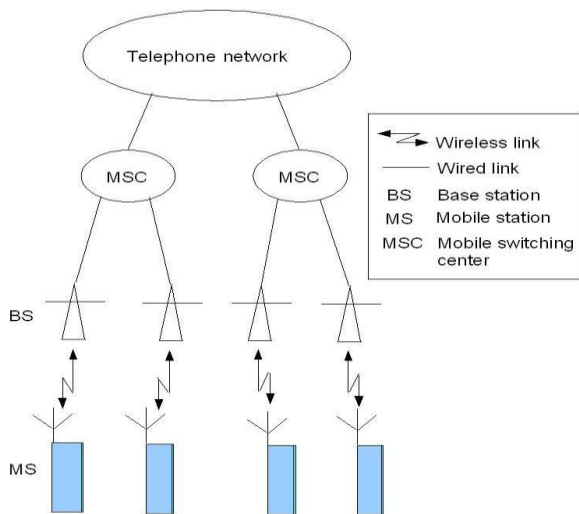 Telephone network
MSC
MSC
Wireless link
Wired link
BS Base station
MS Mobile station
MSC Mobile switching
center
BS
MS